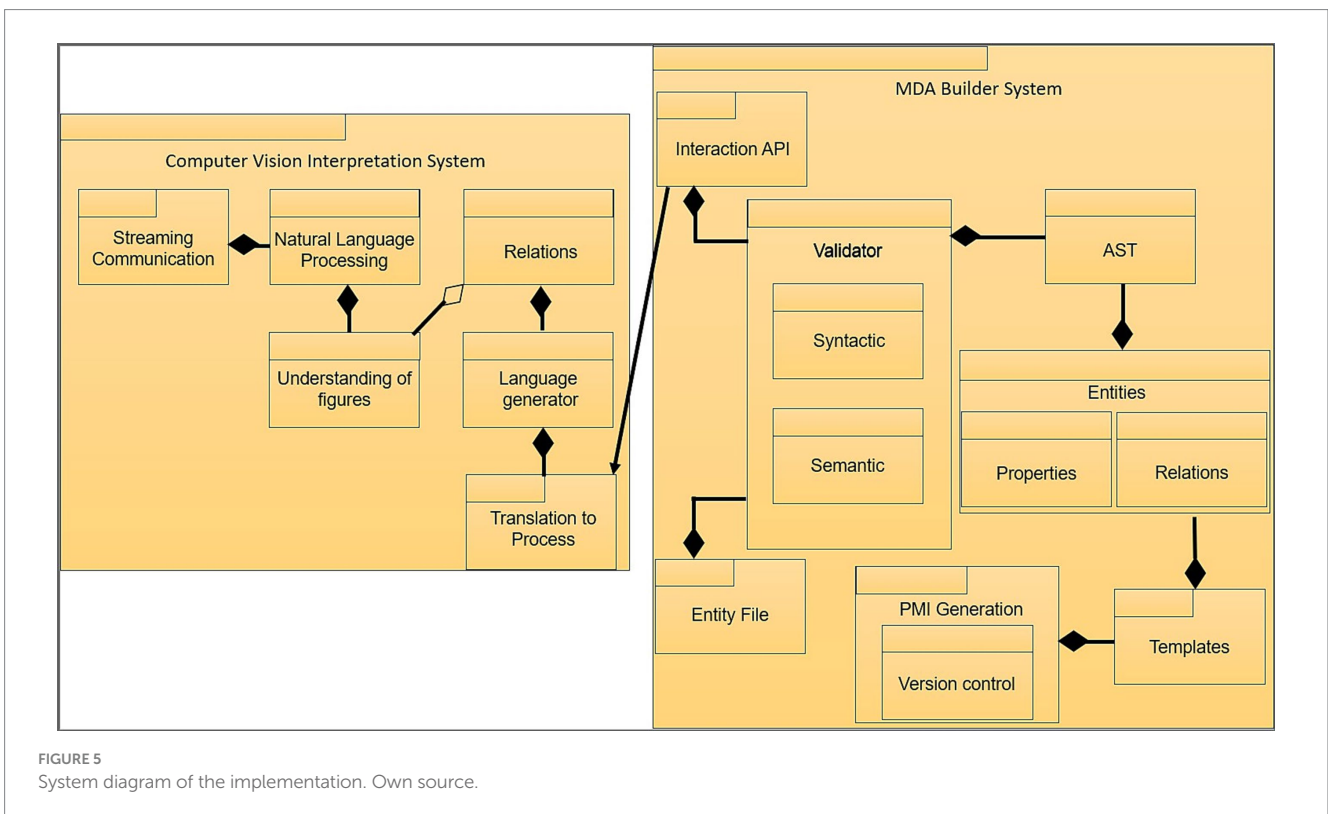 MDA Builder System
Interaction API
Computer Vision Interpretation System
Streaming
Communication
Natural Language
Processing
Relations
Validator
AST
Syntactic
Understanding of
figures
Language
generator
Entities
Semantic
Properties
Relations
Translation to
Process
Entity File
PMI Generation
Templates
Version control
FIGURE 5
System diagram of the implementation. Own source.